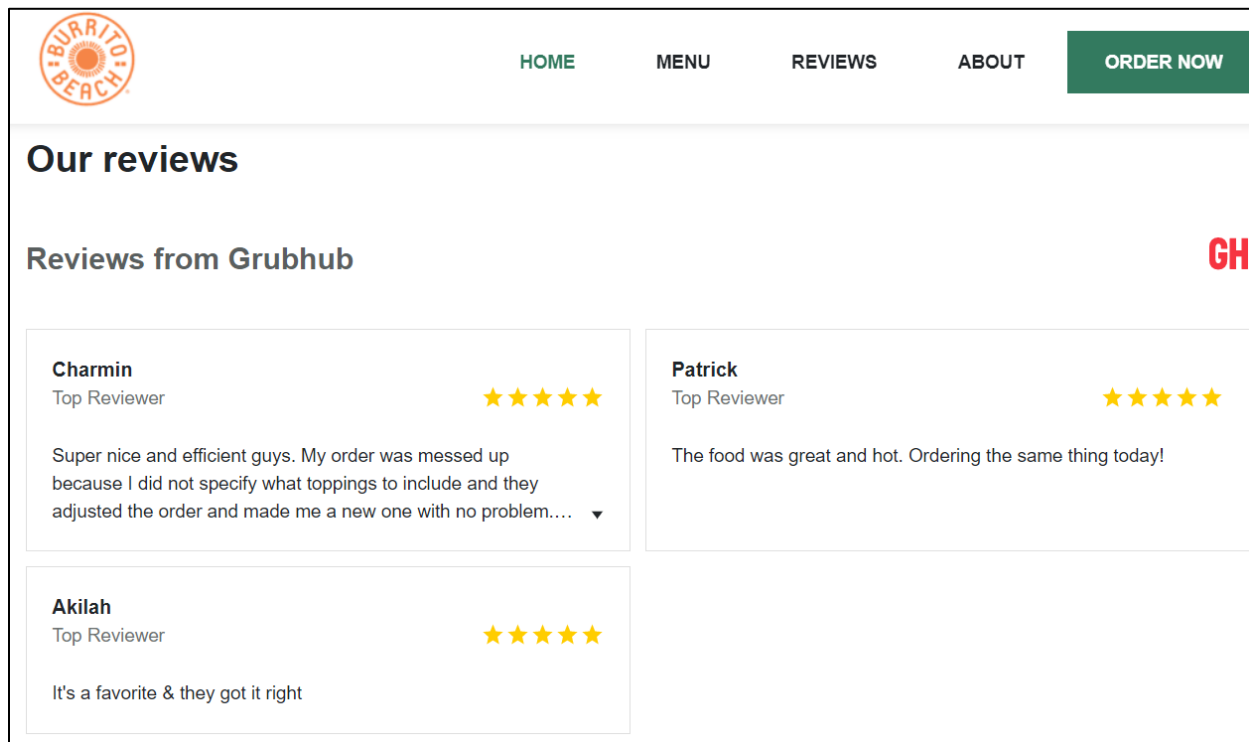 BURRITO BEACH
HOME MENU REVIEWS ABOUT ORDER NOW
Our reviews
Reviews from Grubhub
GH
Charmin
Top Reviewer
Super nice and efficient guys. My order was messed up
because I did not specify what toppings to include and they
adjusted the order and made me a new one with no problem....
Patrick
Top Reviewer
The food was great and hot. Ordering the same thing today!
Akilah
Top Reviewer
It's a favorite & they got it right